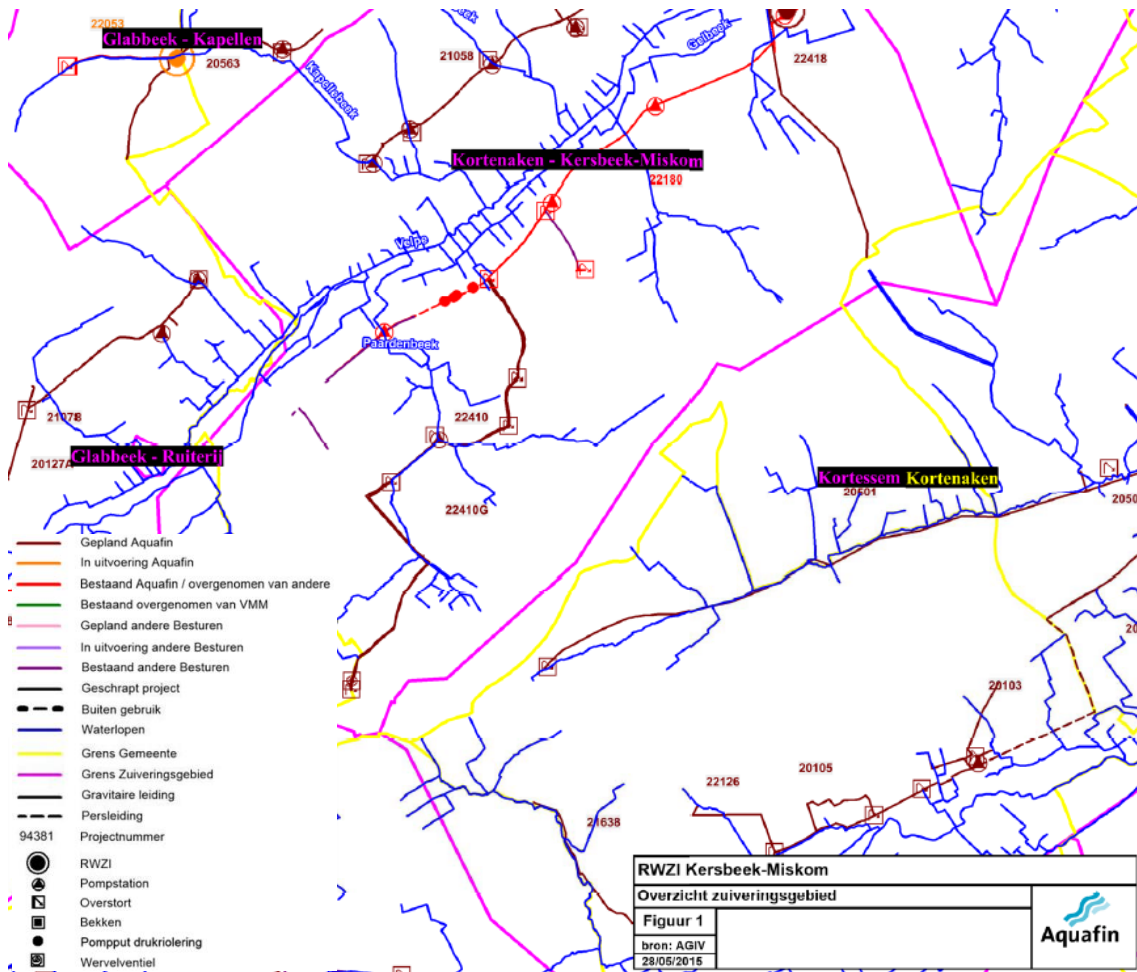 22053
Glabbeek - Kapellen
20563
21058
Gelbeek
22418
Kapellebeek
Kortenaken - Kersbeek-Miskom
22180
Velpe
Paardenbeek
22410
21078
Glabbeek - Ruiterij
20127A
Kortessem Kortenaken
20501
2050
22410G
20103
20105
22126
21638
Gepland Aquafin
In uitvoering Aquafin
Bestaand Aquafin / overgenomen van andere
Bestaand overgenomen van VMM
Gepland andere Besturen
In uitvoering andere Besturen
Bestaand andere Besturen
Geschrapt project
Buiten gebruik
Waterlopen
Grens Gemeente
Grens Zuiveringsgebied
Gravitaire leiding
Persleiding
94381 Projectnummer
RWZI
Pompstation
Overstort
Bekken
Pompput drukriolering
Wervelventiel
RWZI Kersbeek-Miskom
Overzicht zuiveringsgebied
Figuur 1
bron: AGIV
28/05/2015
Aquafin